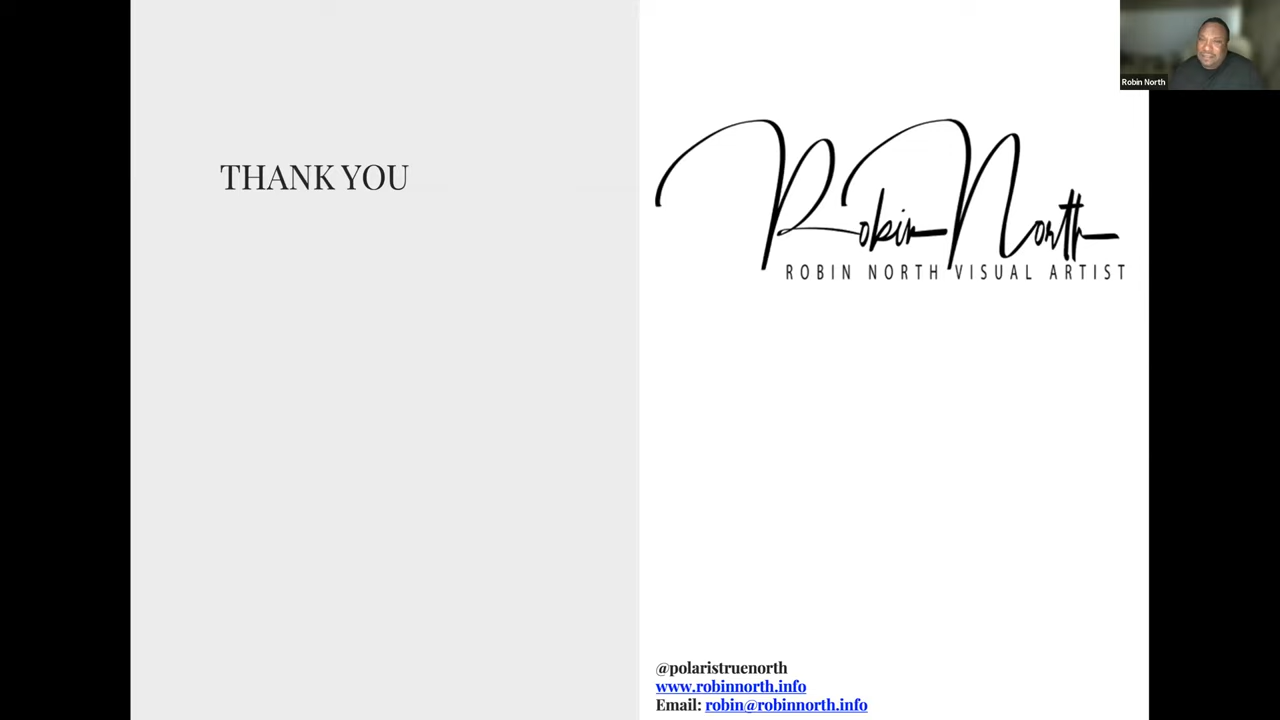 THANK YOU
Robin North
ROBIN NORTH VISUAL ARTIST
@polaristruenorth
www.robinnorth.info
Email: robin@robinnorth.info
Robin North